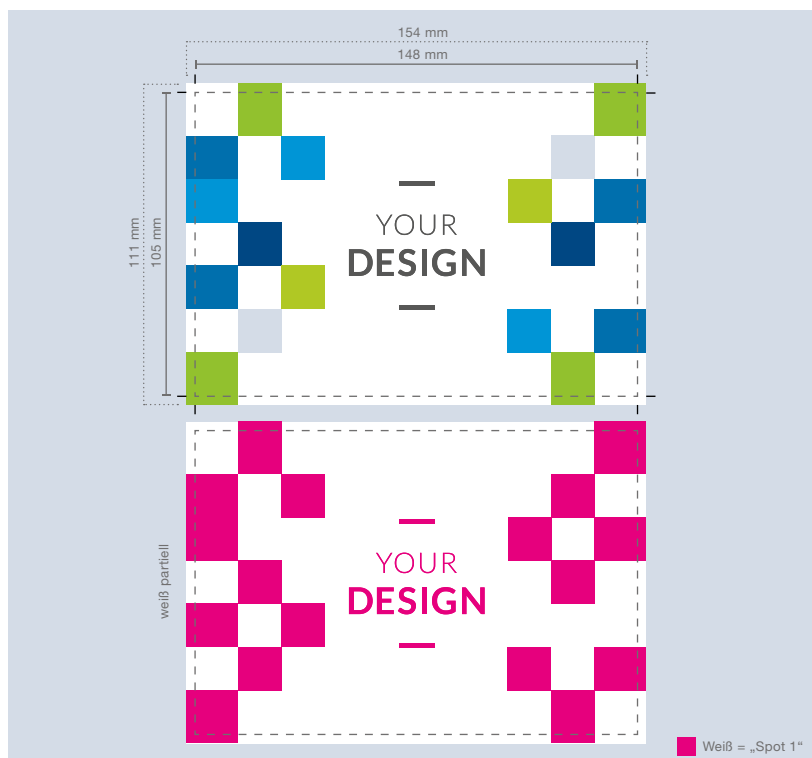 154 mm
148 mm
111 mm
105 mm
YOUR
DESIGN
weiß partiell
YOUR
DESIGN
Weiß = „Spot 1“